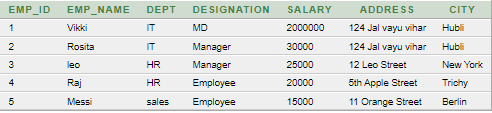 EMP_ID EMP_NAME DEPT DESIGNATION SALARY ADDRESS CITY
1 Vikki IT MD 2000000 124 Jal vayu vihar Hubli
2 Rosita IT Manager 30000 124 Jal vayu vihar Hubli
3 leo HR Manager 25000 12 Leo Street New York
4 Raj HR Employee 20000 5th Apple Street Trichy
5 Messi sales Employee 15000 11 Orange Street Berlin